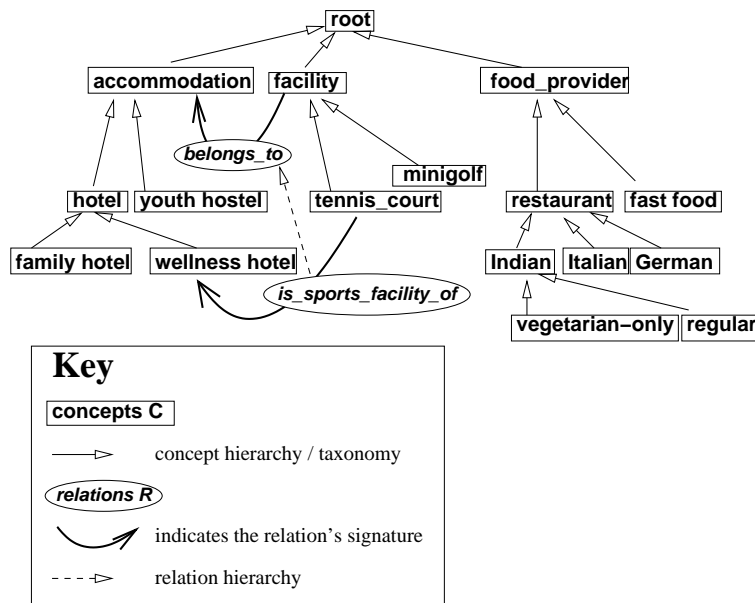 root
accommodation
facility
food_provider
belongs_to
minigolf
hotel
youth hostel
tennis_court
restaurant
fast food
family hotel
wellness hotel
Indian
Italian
German
is_sports_facility_of
vegetarian–only
regular
Key
concepts C
concept hierarchy / taxonomy
relations R
indicates the relation's signature
relation hierarchy